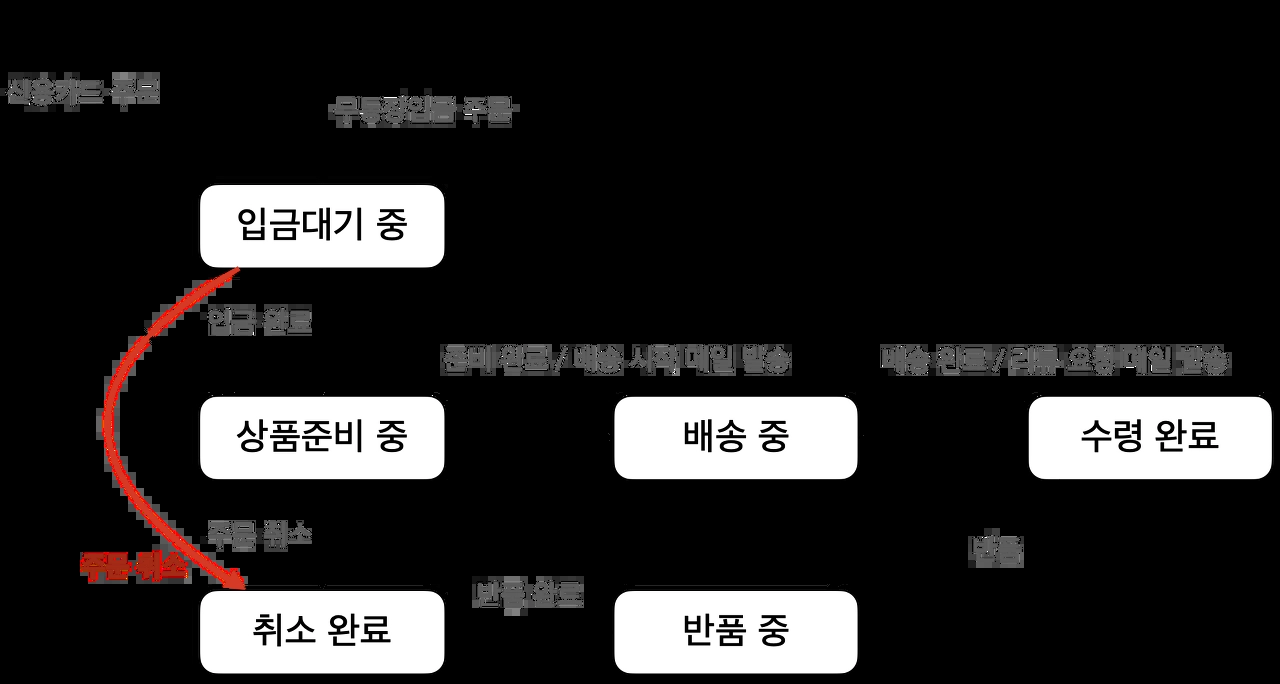 신용카드 주문
무통장입금 주문
입금대기 중
입금 완료
준비 완료 / 배송 시작 메일 발송
배송 완료 / 리뷰 요청 메일 발송
상품준비 중
배송 중
수령 완료
주문 취소
주문 취소
반품
반품 완료
취소 완료
반품 중